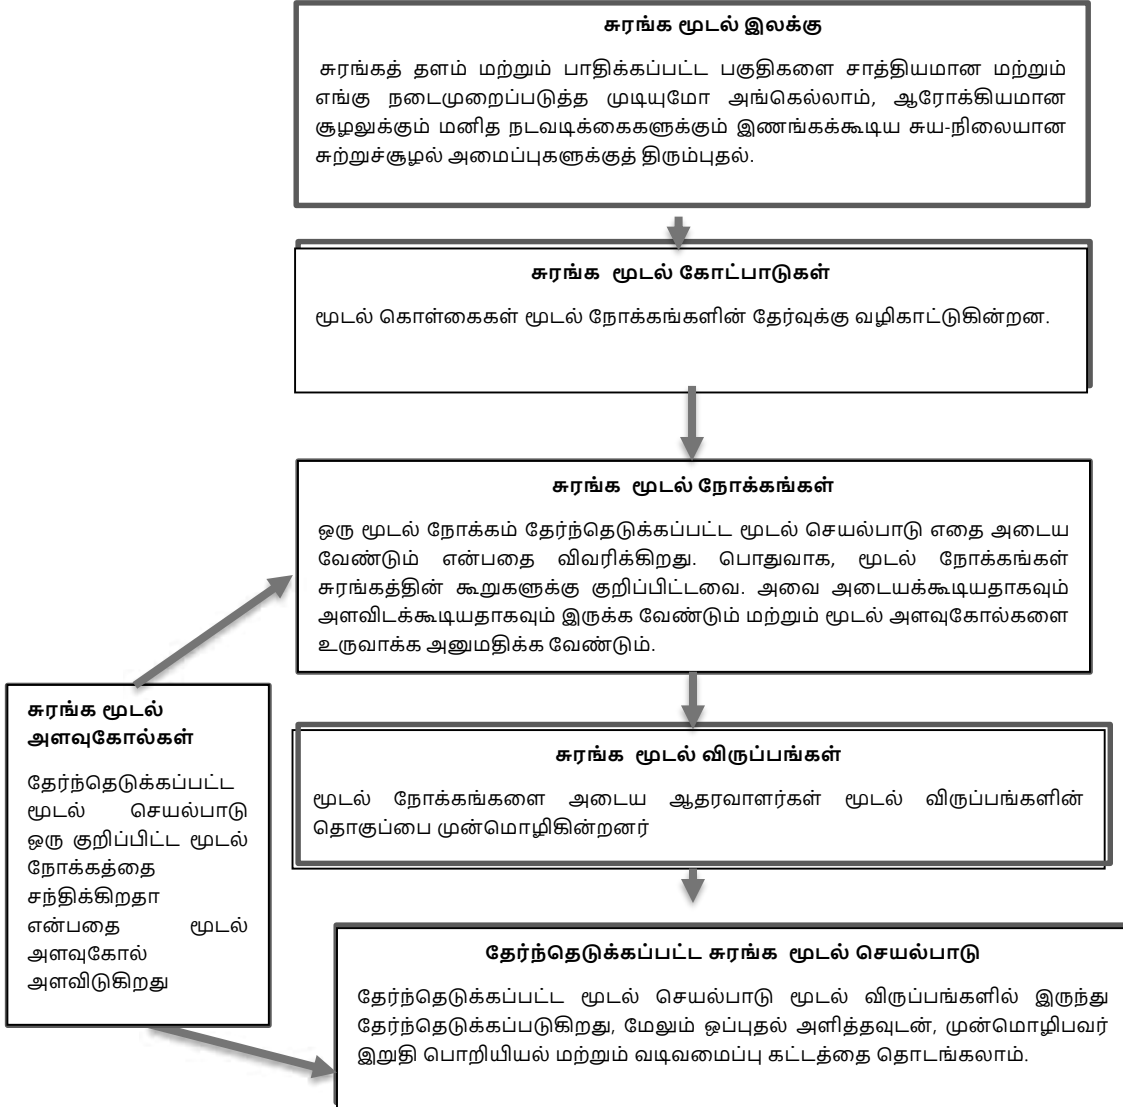 சுரங்க மூடல் இலக்கு
சுரங்கத் தளம் மற்றும் பாதிக்கப்பட்ட பகுதிகளை சாத்தியமான மற்றும்
எங்கு நடைமுறைப்படுத்த முடியுமோ அங்கெல்லாம், ஆரோக்கியமான
சூழலுக்கும் மனித நடவடிக்கைகளுக்கும் இணங்கக்கூடிய சுய-நிலையான
சுற்றுச்சூழல் அமைப்புகளுக்குத் திரும்புதல்.
சுரங்க மூடல் கோட்பாடுகள்
மூடல் கொள்கைகள் மூடல் நோக்கங்களின் தேர்வுக்கு வழிகாட்டுகின்றன.
சுரங்க மூடல் நோக்கங்கள்
ஒரு மூடல் நோக்கம் தேர்ந்தெடுக்கப்பட்ட மூடல் செயல்பாடு எதை அடைய
வேண்டும் என்பதை விவரிக்கிறது. பொதுவாக, மூடல் நோக்கங்கள்
சுரங்கத்தின் கூறுகளுக்கு குறிப்பிட்டவை. அவை அடையக்கூடியதாகவும்
அளவிடக்கூடியதாகவும் இருக்க வேண்டும் மற்றும் மூடல் அளவுகோல்களை
உருவாக்க அனுமதிக்க வேண்டும்.
சுரங்க மூடல்
அளவுகோல்கள்
தேர்ந்தெடுக்கப்பட்ட
மூடல் செயல்பாடு
ஒரு குறிப்பிட்ட மூடல்
நோக்கத்தை
சந்திக்கிறதா
என்பதை மூடல்
அளவுகோல்
அளவிடுகிறது
சுரங்க மூடல் விருப்பங்கள்
மூடல் நோக்கங்களை அடைய ஆதரவாளர்கள் மூடல் விருப்பங்களின்
தொகுப்பை முன்மொழிகின்றனர்
தேர்ந்தெடுக்கப்பட்ட சுரங்க மூடல் செயல்பாடு
தேர்ந்தெடுக்கப்பட்ட மூடல் செயல்பாடு மூடல் விருப்பங்களில் இருந்து
தேர்ந்தெடுக்கப்படுகிறது, மேலும் ஒப்புதல் அளித்தவுடன், முன்மொழிபவர்
இறுதி பொறியியல் மற்றும் வடிவமைப்பு கட்டத்தை தொடங்கலாம்.